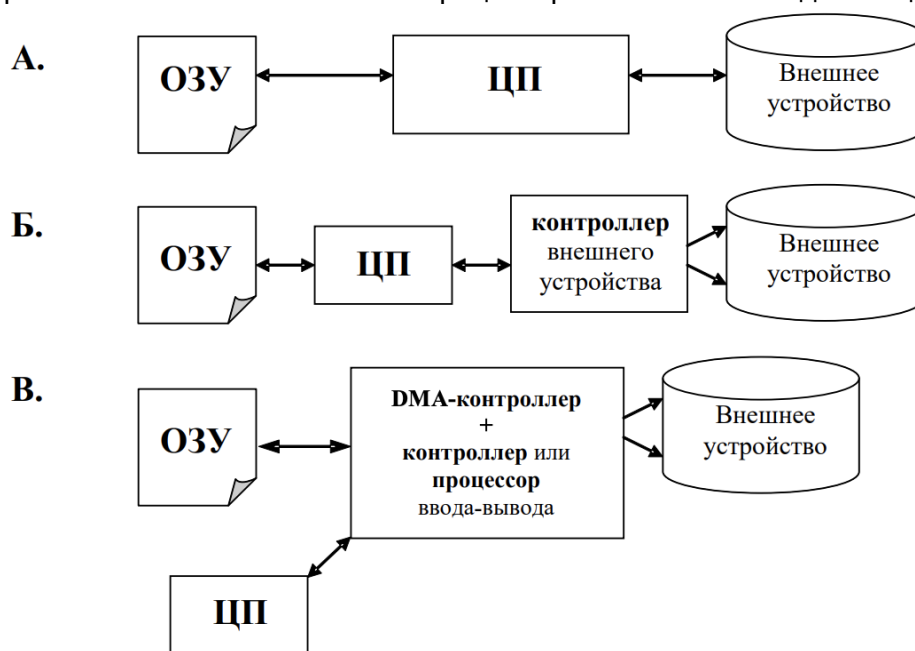 А.
ОЗУ
ЦП
Внешнее
устройство
Б.
ОЗУ
ЦП
контроллер
внешнего
устройства
Внешнее
устройство
В.
ОЗУ
DMA-контроллер
+
контроллер или
процессор
ввода-вывода
Внешнее
устройство
ЦП